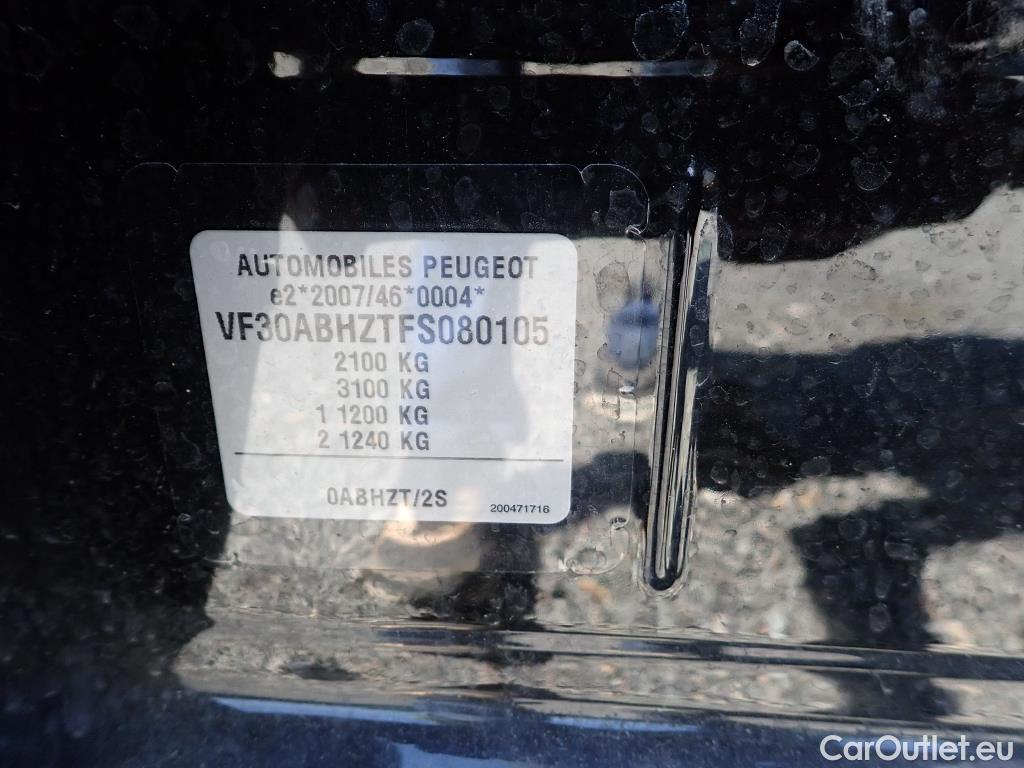 AUTOMOBILES PEUGEOT
e2*2007/46*0004*
VF30ABHZTFS080105
2100 KG
3100 KG
1 1200 KG
2 1240 KG
0ABHZT/2S
200471716
CarOutlet.eu